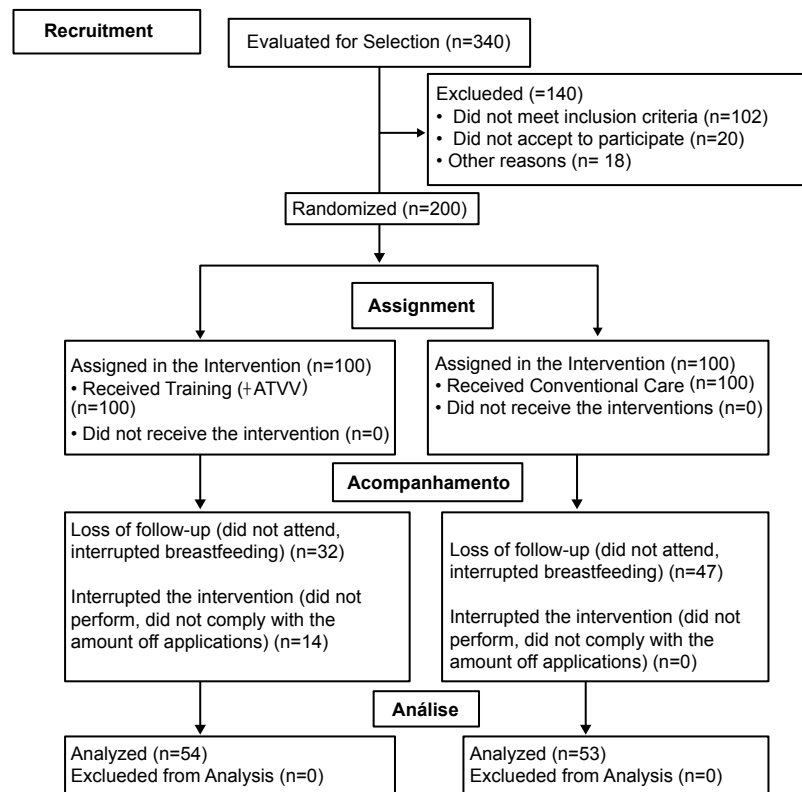 Recruitment
Evaluated for Selection (n=340)
Exclueded (=140)
• Did not meet inclusion criteria (n=102)
• Did not accept to participate (n=20)
• Other reasons (n= 18)
Randomized (n=200)
Assignment
Assigned in the Intervention (n=100)
• Received Training (+ATVV)
(n=100)
• Did not receive the intervention (n=0)
Assigned in the Intervention (n=100)
• Received Conventional Care (n=100)
• Did not receive the interventions (n=0)
Acompanhamento
Loss of follow-up (did not attend,
interrupted breastfeeding) (n=32)
Interrupted the intervention (did not
perform, did not comply with the
amount off applications) (n=14)
Loss of follow-up (did not attend,
interrupted breastfeeding) (n=47)
Interrupted the intervention (did not
perform, did not comply with the
amount off applications) (n=0)
Análise
Analyzed (n=54)
Exclueded from Analysis (n=0)
Analyzed (n=53)
Exclueded from Analysis (n=0)